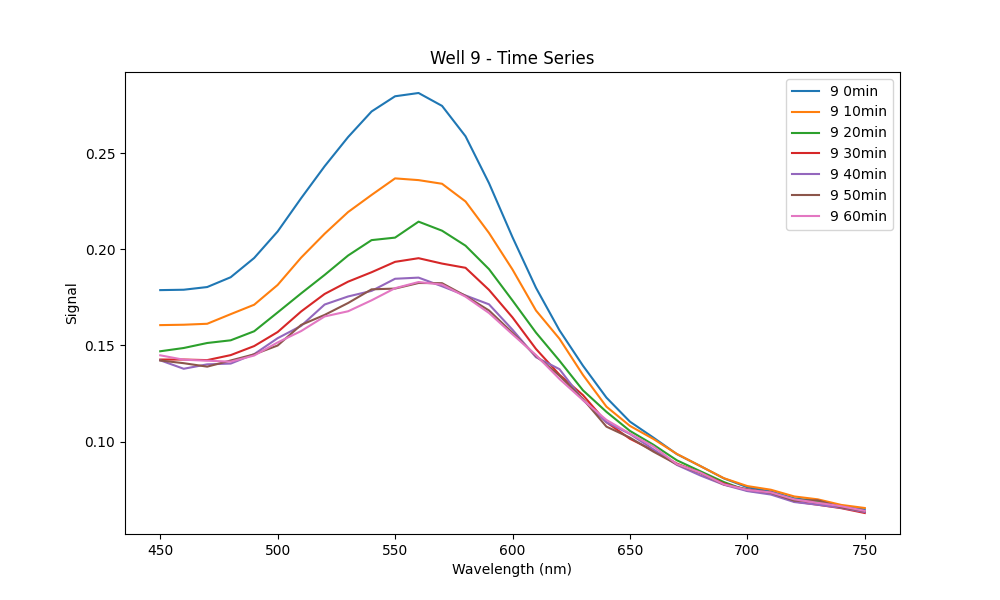 Well 9 - Time Series
9 0min
9 10min
9 20min
9 30min
9 40min
9 50min
9 60min
Signal
0.25
0.20
0.15
0.10
450 500 550 600 650 700 750
Wavelength (nm)